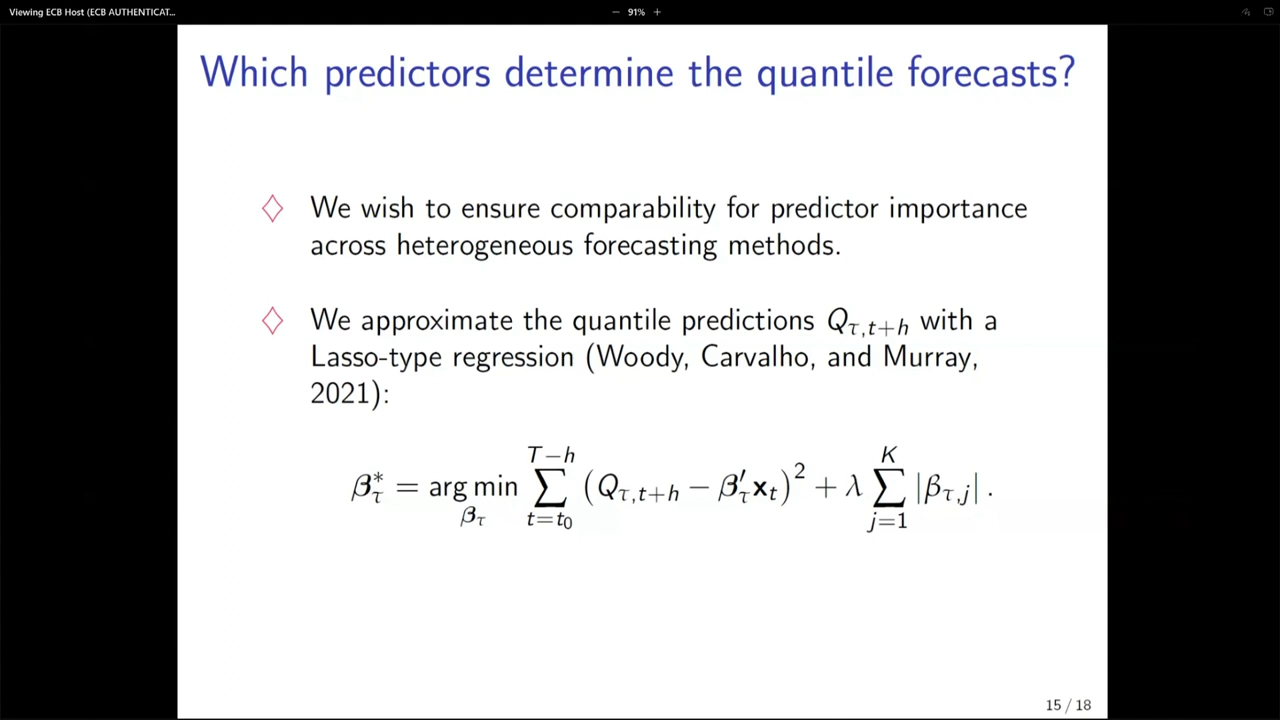 Viewing ECB Host (ECB AUTHENTICAT...
− 91% +
Which predictors determine the quantile forecasts?
♢ We wish to ensure comparability for predictor importance
across heterogeneous forecasting methods.
♢ We approximate the quantile predictions Q_{τ,t+h} with a
Lasso-type regression (Woody, Carvalho, and Murray,
2021):
β*_τ = arg min_{β_τ} ∑_{t=t_0}^{T−h} (Q_{τ,t+h} − β′_τ x_t)^2 + λ ∑_{j=1}^{K} |β_{τ,j}| .
15 / 18